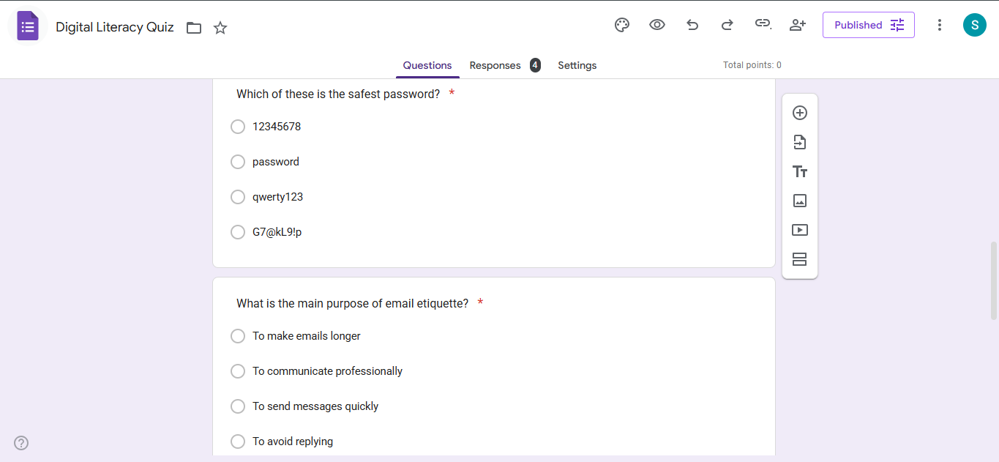 Digital Literacy Quiz
Published
S
Questions
Responses 4
Settings
Total points: 0
Which of these is the safest password? *
12345678
password
qwerty123
G7@kL9!p
What is the main purpose of email etiquette? *
To make emails longer
To communicate professionally
To send messages quickly
To avoid replying